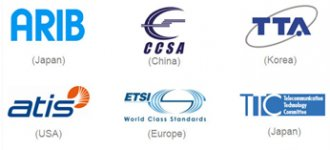 ARIB
(Japan)
CCSA
(China)
TTA
(Korea)
atis
(USA)
ETSI
World Class Standards
(Europe)
TTC
Telecommunication
Technology
Committee
(Japan)